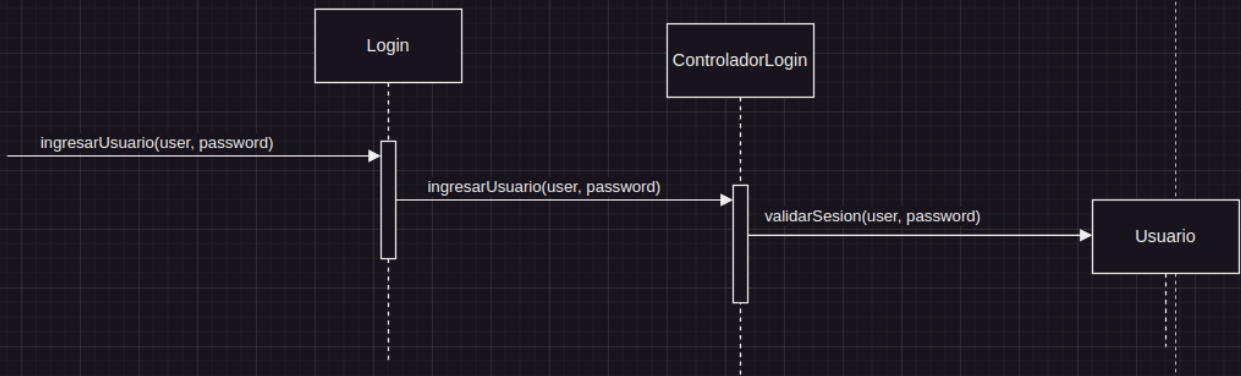 Login
ControladorLogin
ingresarUsuario(user, password)
ingresarUsuario(user, password)
validarSesion(user, password)
Usuario